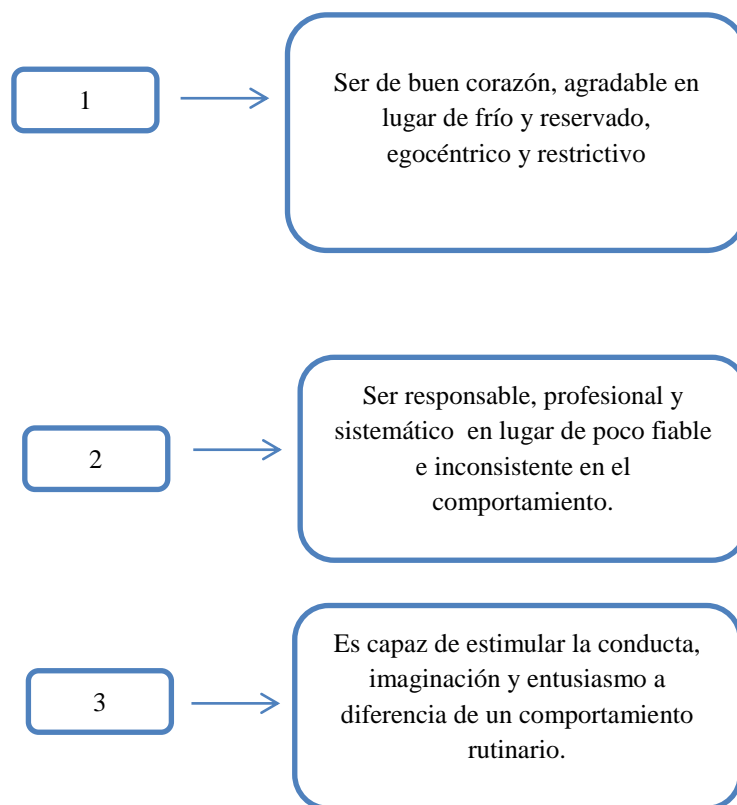 1
Ser de buen corazón, agradable en
lugar de frío y reservado,
egocéntrico y restrictivo
2
Ser responsable, profesional y
sistemático en lugar de poco fiable
e inconsistente en el
comportamiento.
3
Es capaz de estimular la conducta,
imaginación y entusiasmo a
diferencia de un comportamiento
rutinario.